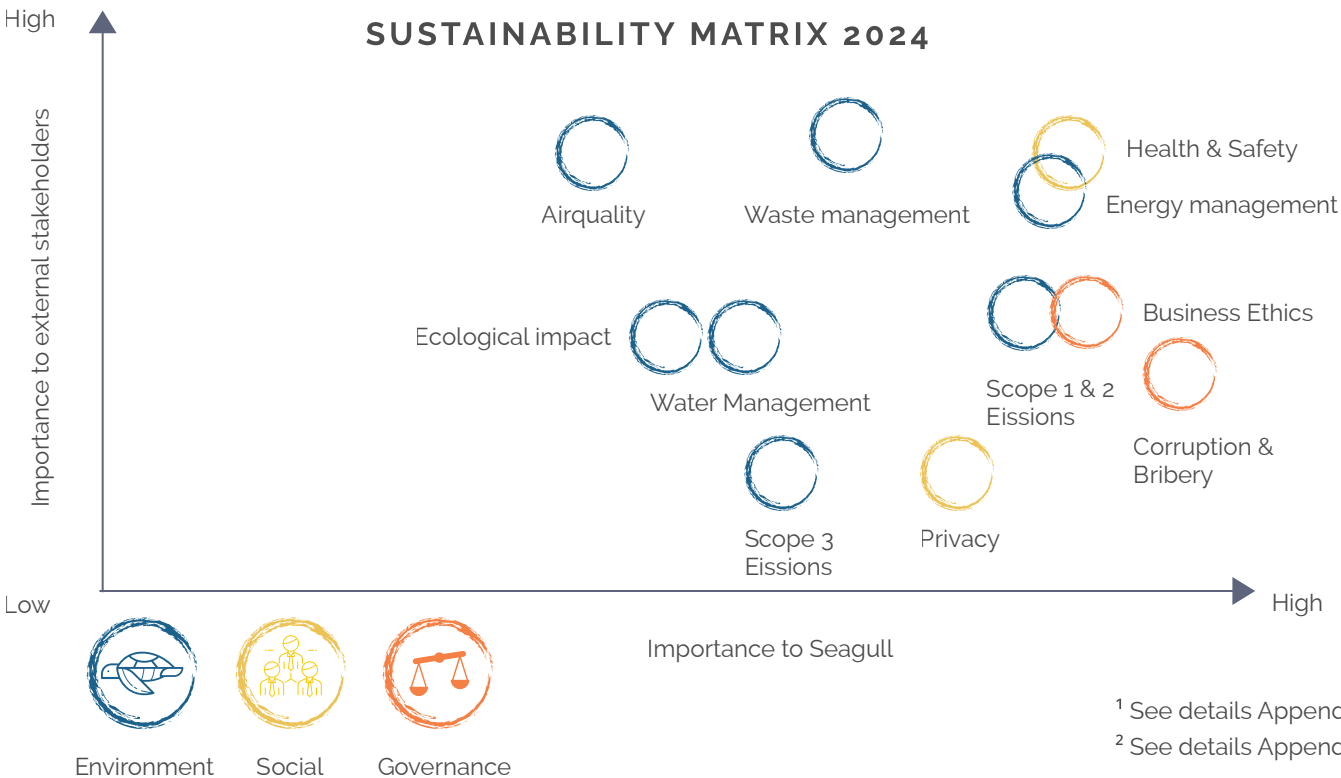 High
SUSTAINABILITY MATRIX 2024
Importance to external stakeholders
Health & Safety
Airquality
Waste management
Energy management
Business Ethics
Ecological impact
Scope 1 & 2
Eissions
Water Management
Corruption &
Bribery
Scope 3
Eissions
Privacy
Low
High
Importance to Seagull
Environment
Social
Governance
¹ See details Append
² See details Append